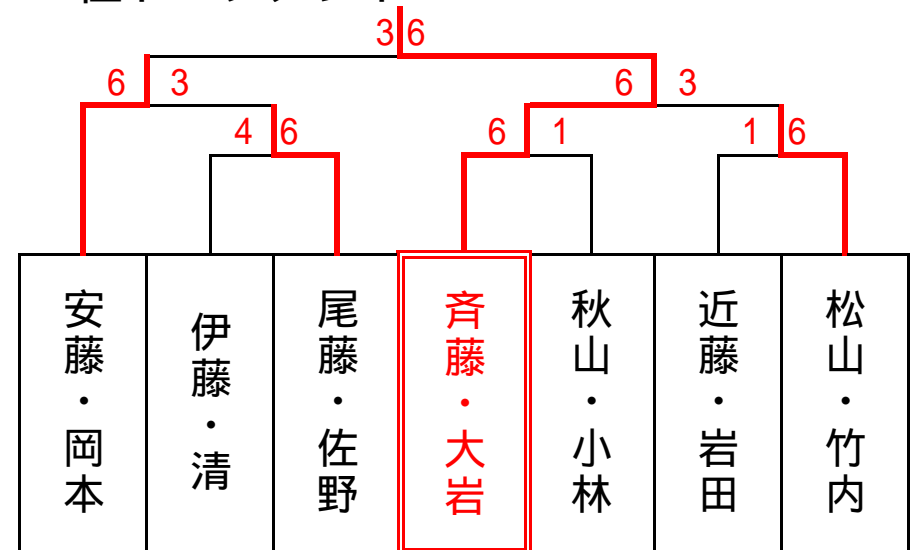 3 6
6 3 6 3
4 6 6 1 1 6
安藤・岡本
伊藤・清
尾藤・佐野
斉藤・大岩
秋山・小林
近藤・岩田
松山・竹内